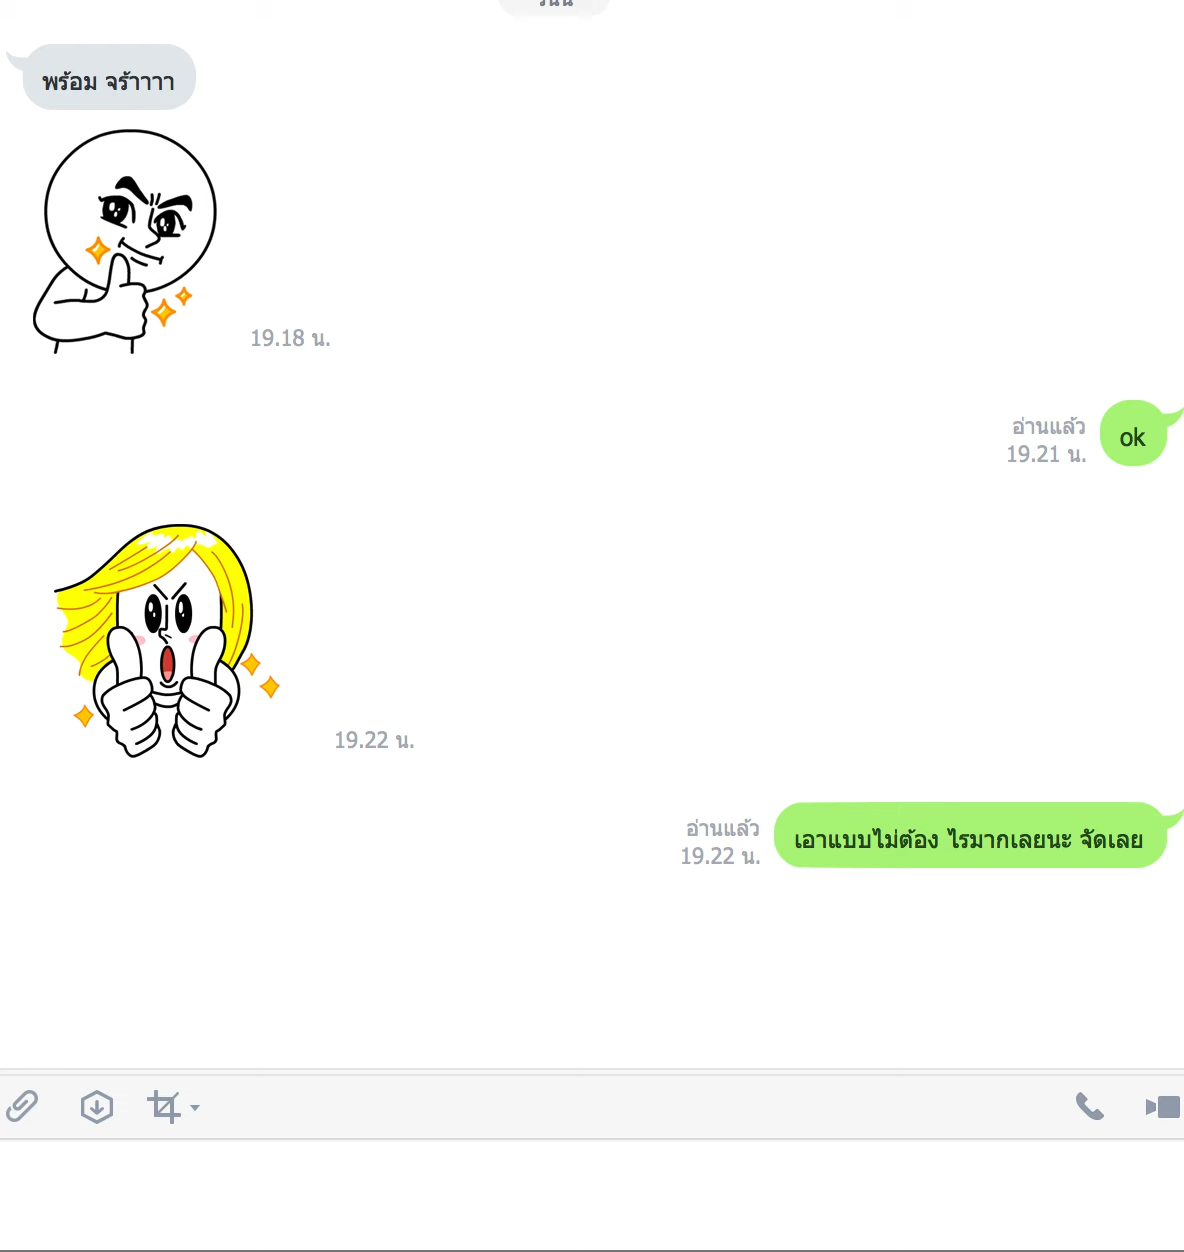 วันนี้
พร้อม จร้าาาา
19.18 น.
อ่านแล้ว
19.21 น.
ok
19.22 น.
อ่านแล้ว
19.22 น.
เอาแบบไม่ต้อง ไรมากเลยนะ จัดเลย